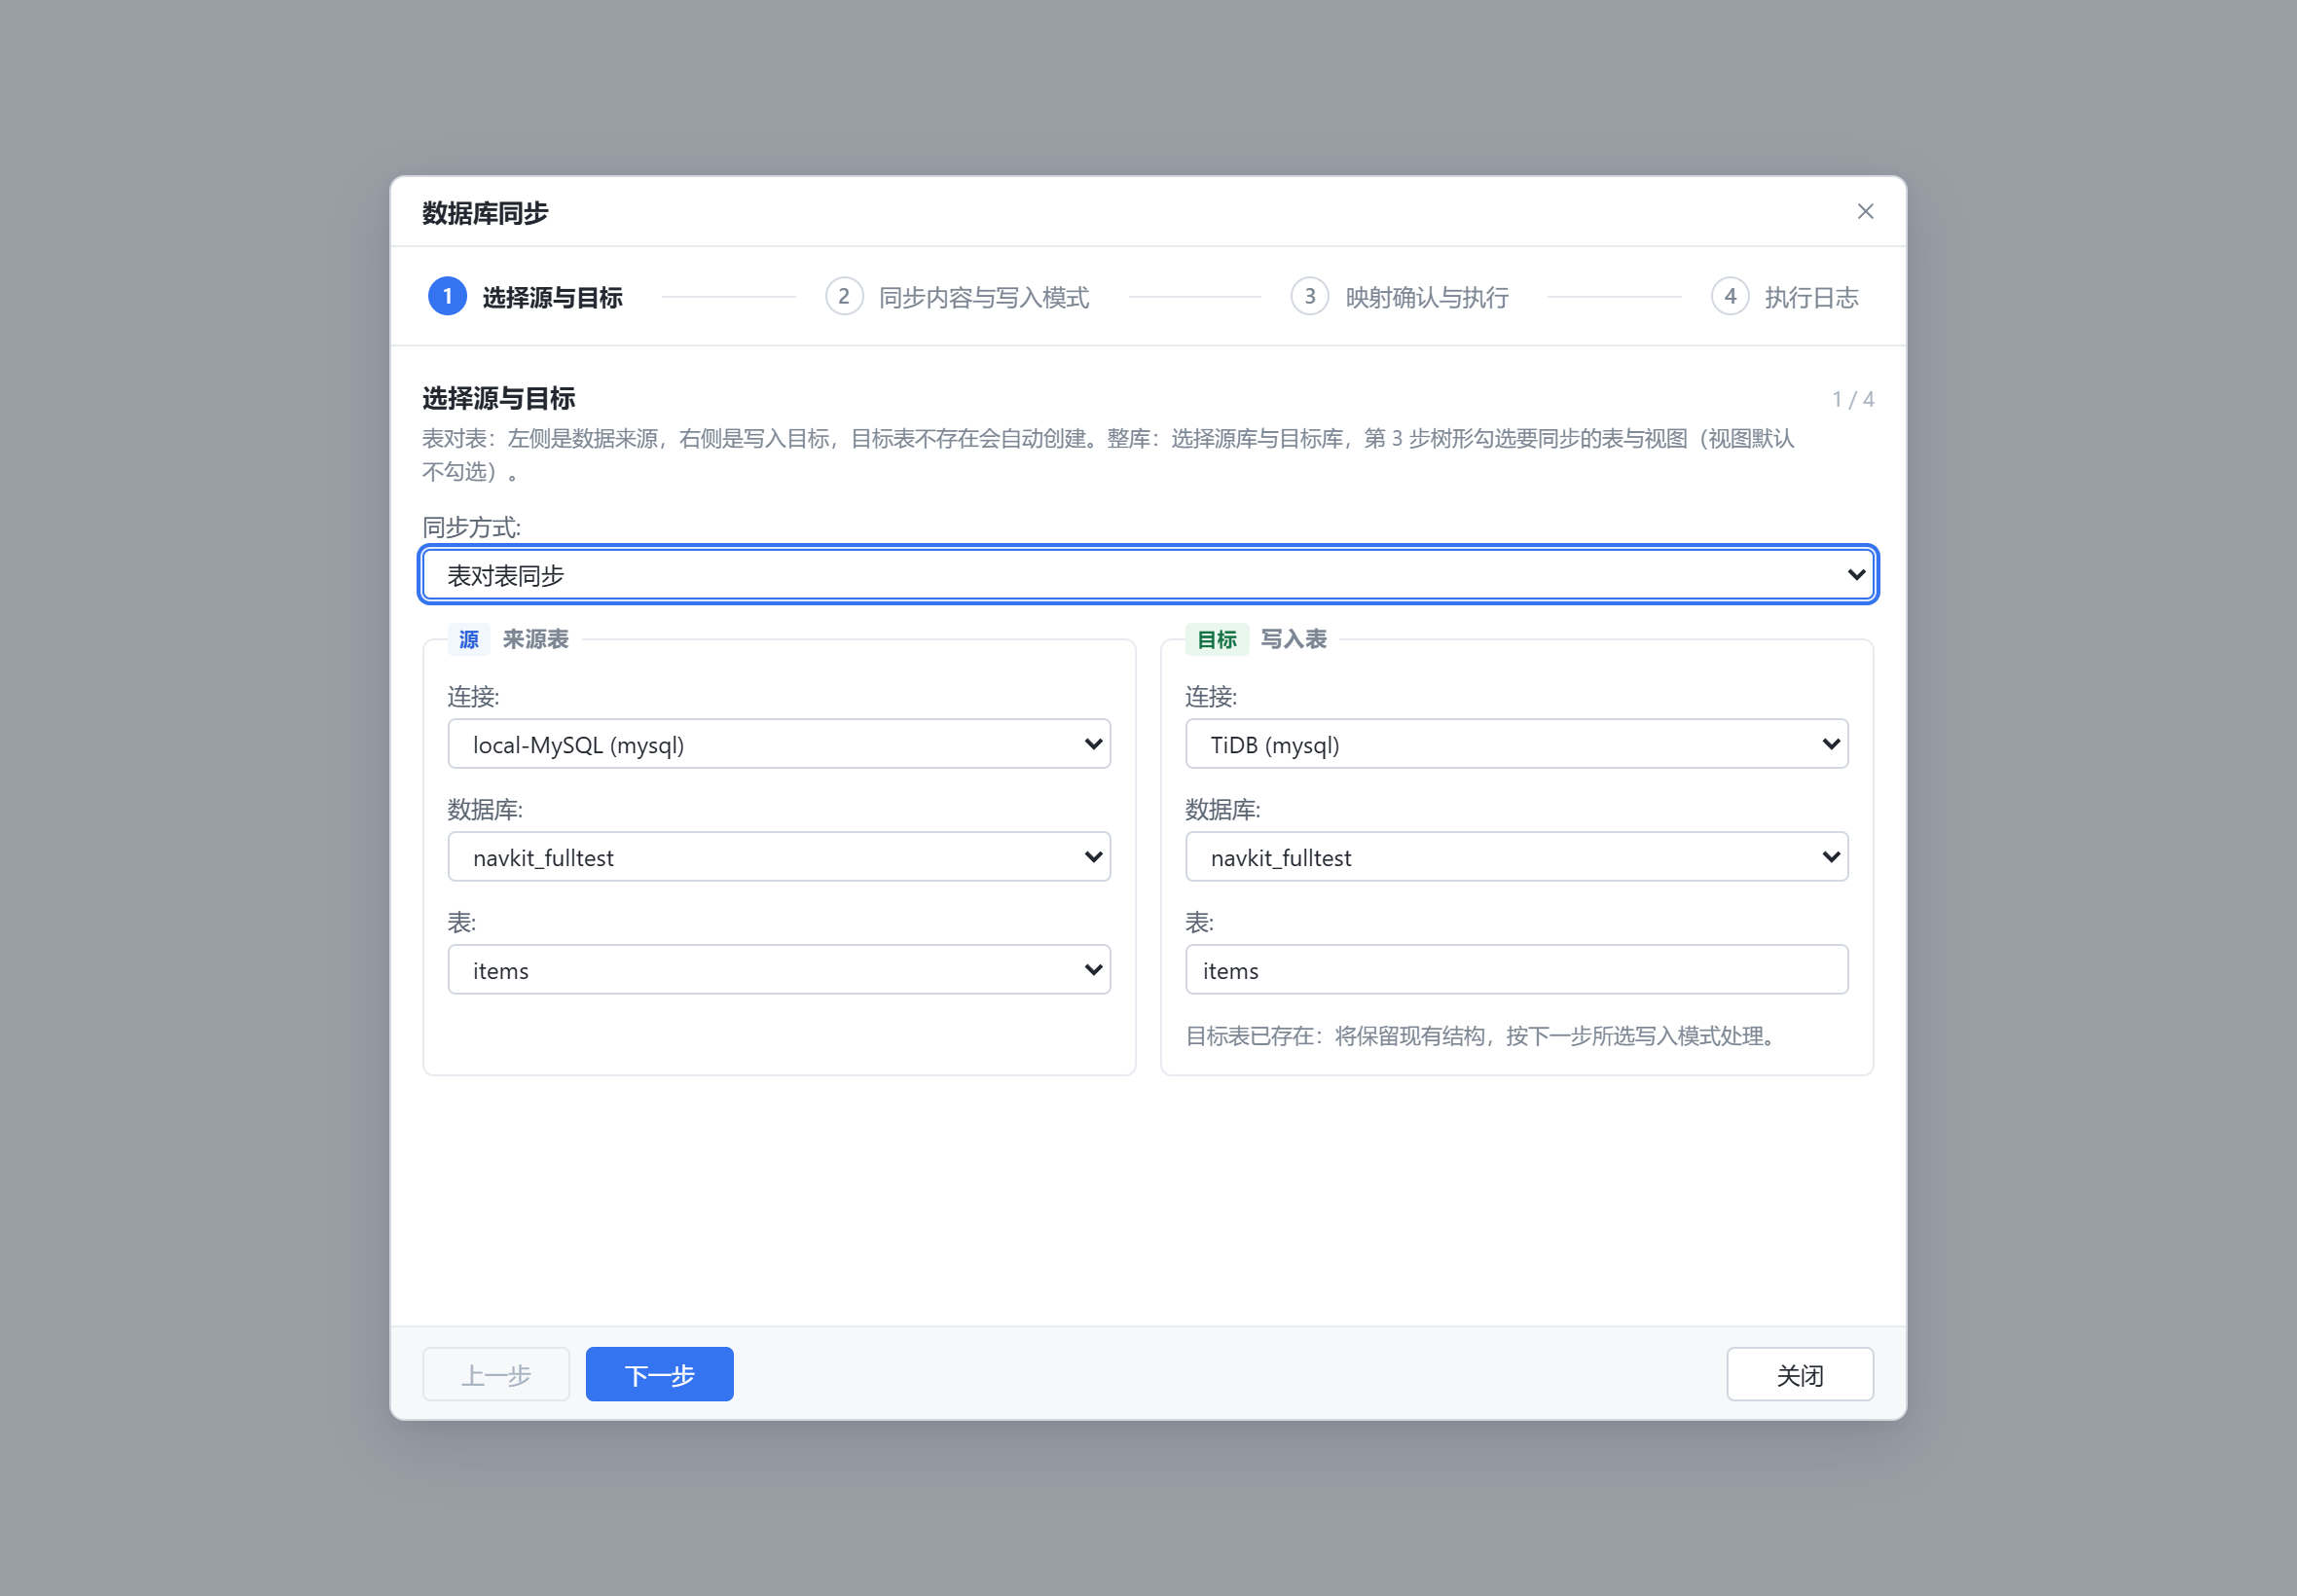 数据库同步
1 选择源与目标
2 同步内容与写入模式
3 映射确认与执行
4 执行日志
选择源与目标
1 / 4
表对表：左侧是数据来源，右侧是写入目标，目标表不存在会自动创建。整库：选择源库与目标库，第 3 步树形勾选要同步的表与视图（视图默认
不勾选）。
同步方式:
表对表同步
源 来源表
连接:
local-MySQL (mysql)
数据库:
navkit_fulltest
表:
items
目标 写入表
连接:
TiDB (mysql)
数据库:
navkit_fulltest
表:
items
目标表已存在：将保留现有结构，按下一步所选写入模式处理。
上一步
下一步
关闭